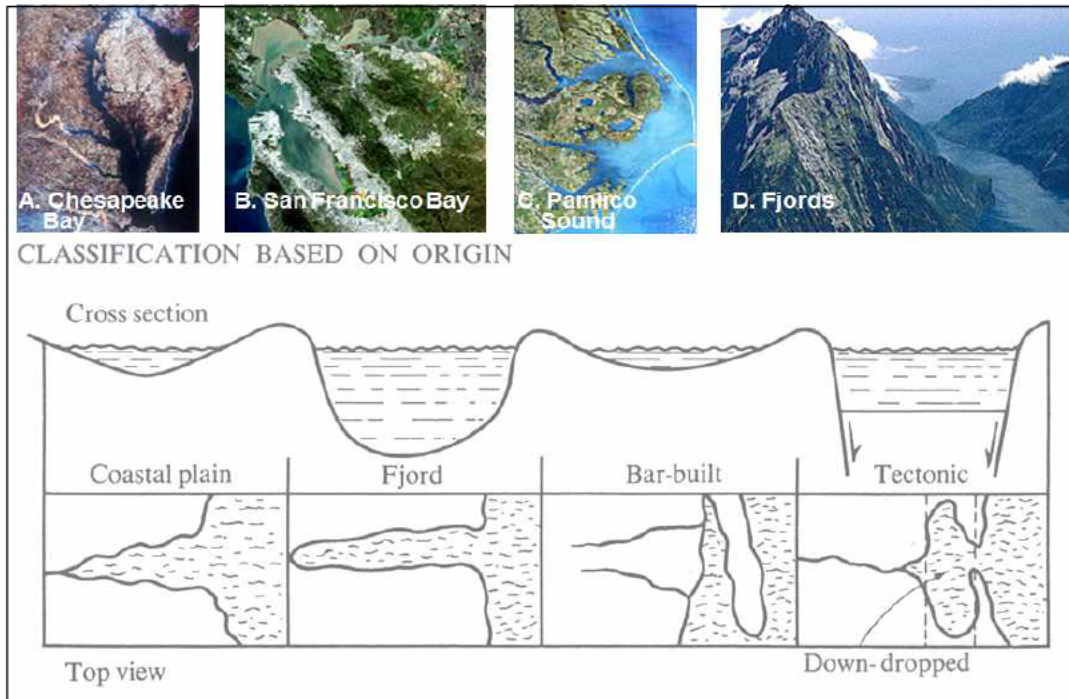 A. Chesapeake
Bay
B. San Francisco Bay
C. Pamlico
Sound
D. Fjords
CLASSIFICATION BASED ON ORIGIN
Cross section
Coastal plain
Fjord
Bar-built
Tectonic
Top view
Down-dropped